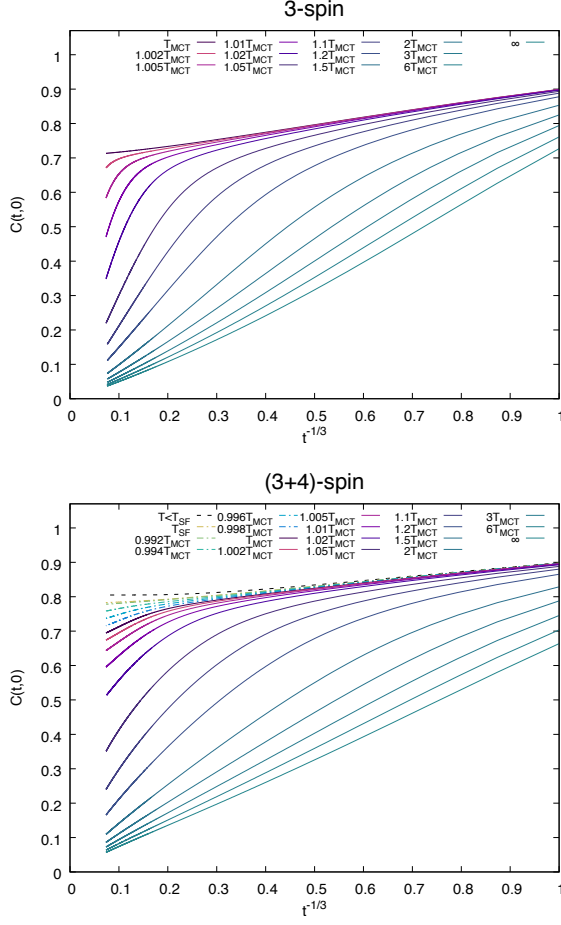 3-spin
T_MCT 1.01T_MCT 1.1T_MCT 2T_MCT ∞
1.002T_MCT 1.02T_MCT 1.2T_MCT 3T_MCT
1.005T_MCT 1.05T_MCT 1.5T_MCT 6T_MCT
1
0.9
0.8
0.7
0.6
0.5
0.4
0.3
0.2
0.1
0
C(t,0)
0 0.1 0.2 0.3 0.4 0.5 0.6 0.7 0.8 0.9 1
t^-1/3
(3+4)-spin
T<T_SF 0.996T_MCT 1.005T_MCT 1.1T_MCT 3T_MCT
T_SF 0.998T_MCT 1.01T_MCT 1.2T_MCT 6T_MCT
0.992T_MCT T_MCT 1.02T_MCT 1.5T_MCT ∞
0.994T_MCT 1.002T_MCT 1.05T_MCT 2T_MCT
1
0.9
0.8
0.7
0.6
0.5
0.4
0.3
0.2
0.1
0
C(t,0)
0 0.1 0.2 0.3 0.4 0.5 0.6 0.7 0.8 0.9 1
t^-1/3